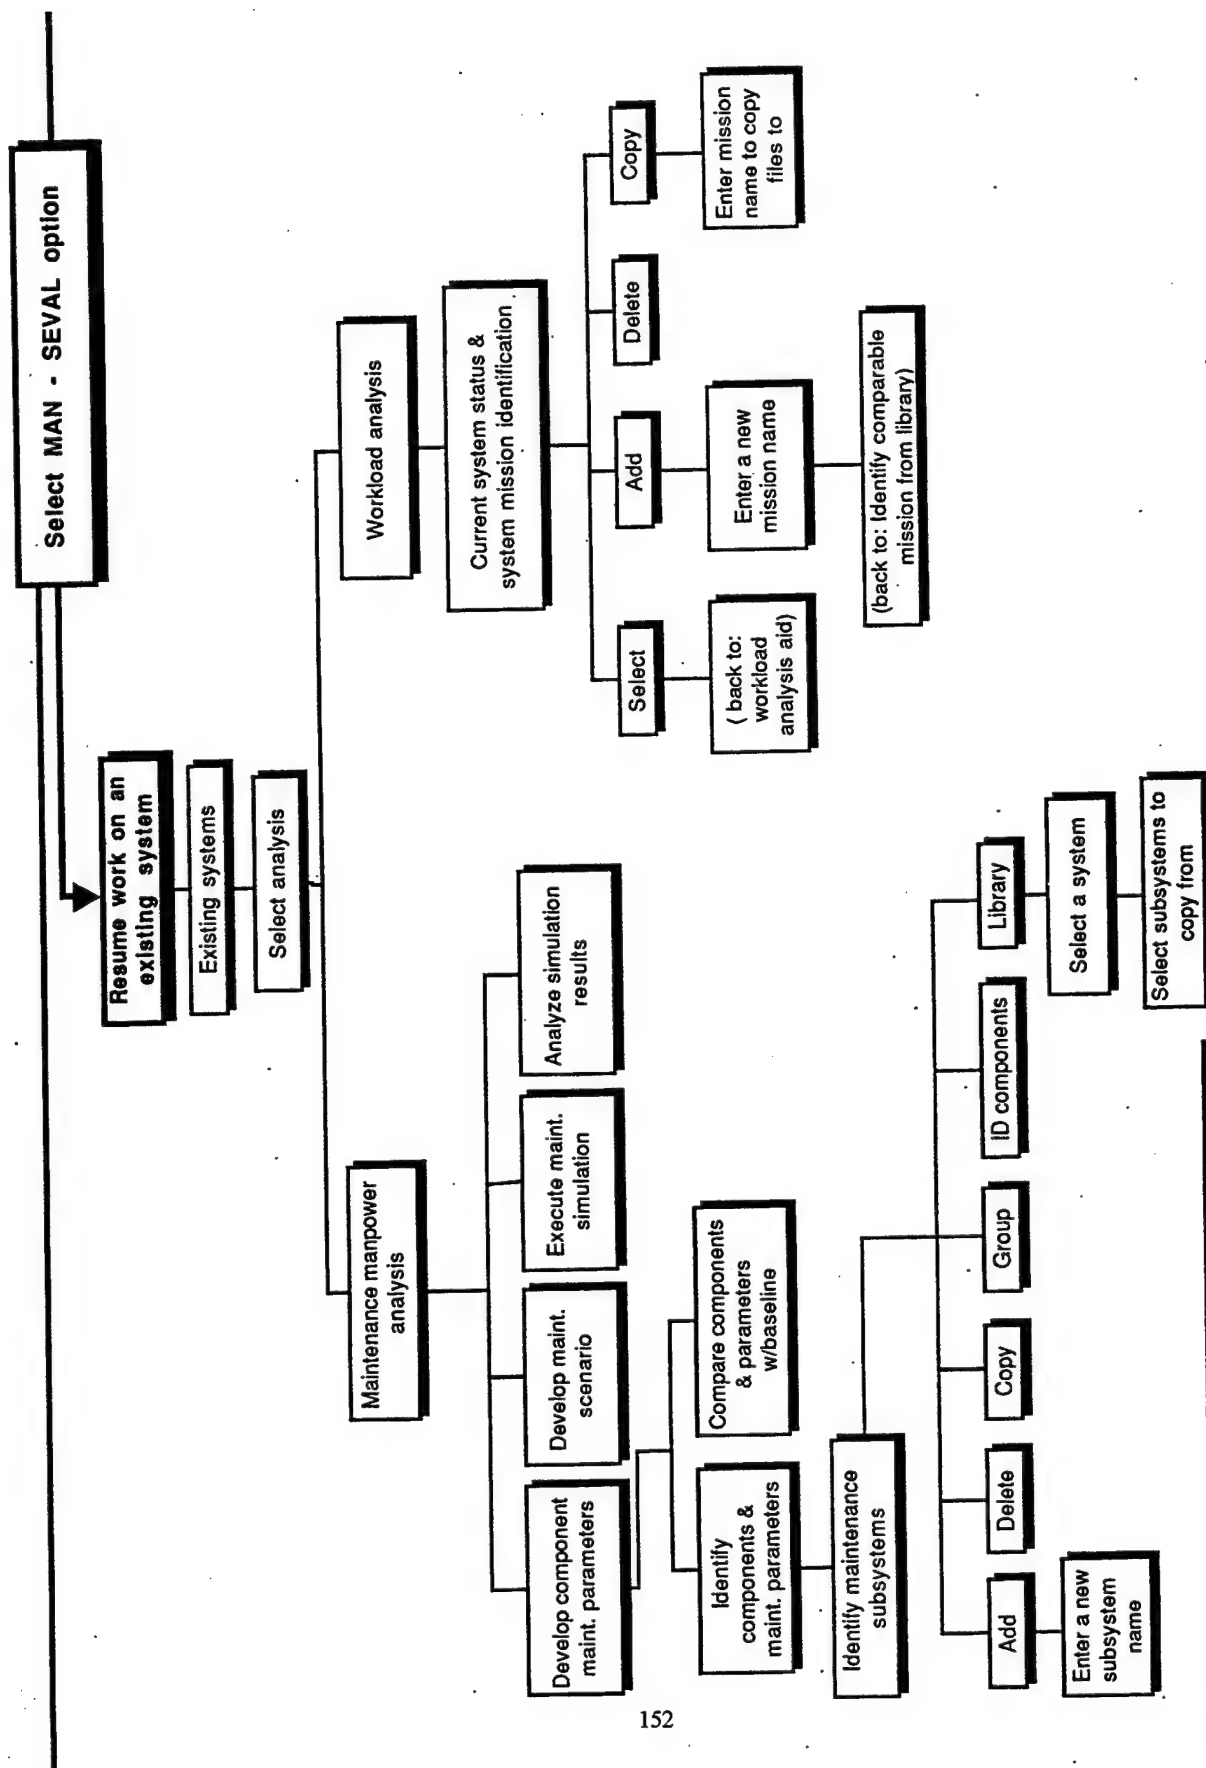 Select MAN - SEVAL option
Resume work on an
existing system
Existing systems
Select analysis
Maintenance manpower
analysis
Workload analysis
Develop component
maint. parameters
Develop maint.
scenario
Execute maint.
simulation
Analyze simulation
results
Current system status &
system mission identification
Identify
components &
maint. parameters
Compare components
& parameters
w/baseline
Select
Add
Delete
Copy
( back to:
workload
analysis aid)
Enter a new
mission name
Enter mission
name to copy
files to
(back to: Identify comparable
mission from library)
Identify maintenance
subsystems
Add
Delete
Copy
Group
ID components
Library
Enter a new
subsystem
name
Select a system
Select subsystems to
copy from
152